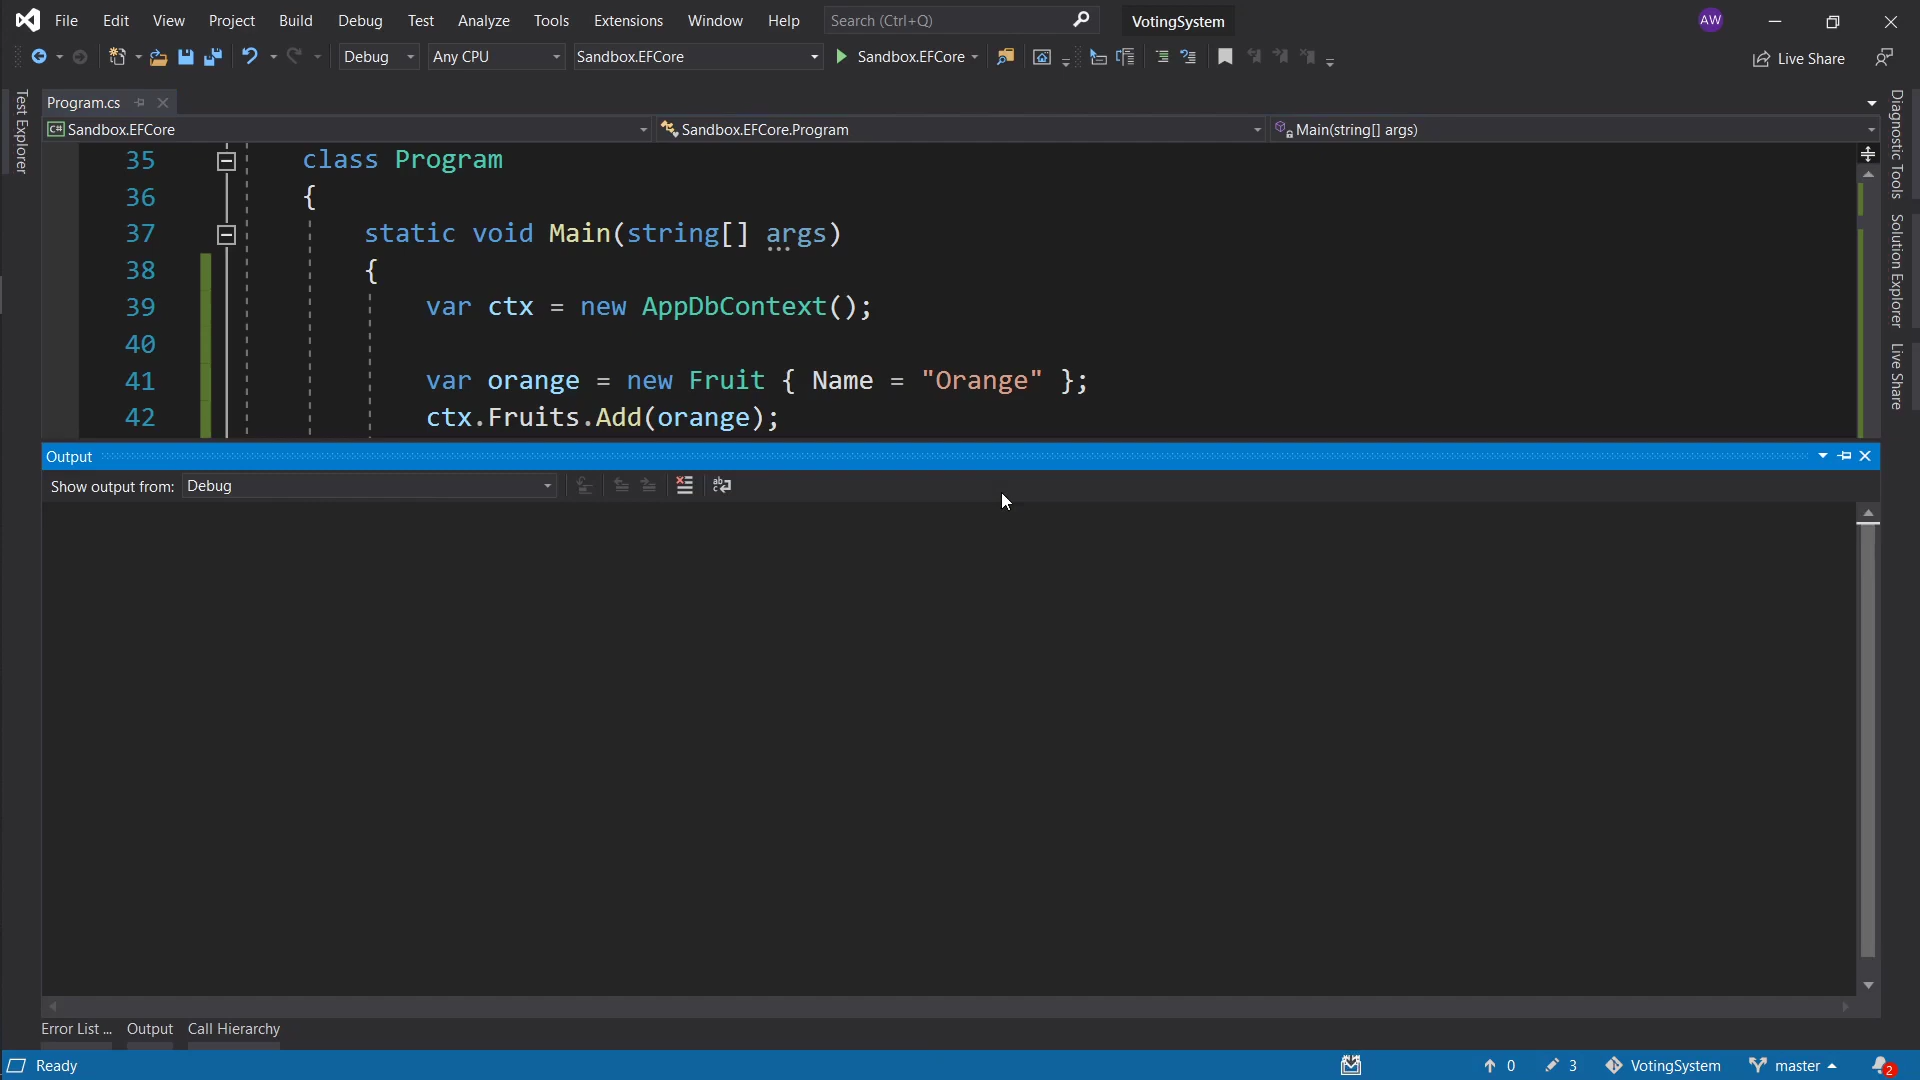 File Edit View Project Build Debug Test Analyze Tools Extensions Window Help Search (Ctrl+Q) VotingSystem AW
Debug Any CPU Sandbox.EFCore Sandbox.EFCore Live Share
Test Explorer
Program.cs
Sandbox.EFCore Sandbox.EFCore.Program Main(string[] args)
35 class Program
36 {
37 static void Main(string[] args)
38 {
39 var ctx = new AppDbContext();
40
41 var orange = new Fruit { Name = "Orange" };
42 ctx.Fruits.Add(orange);
Diagnostic Tools
Solution Explorer
Live Share
Output
Show output from: Debug
Error List ... Output Call Hierarchy
Ready 0 3 VotingSystem master 2